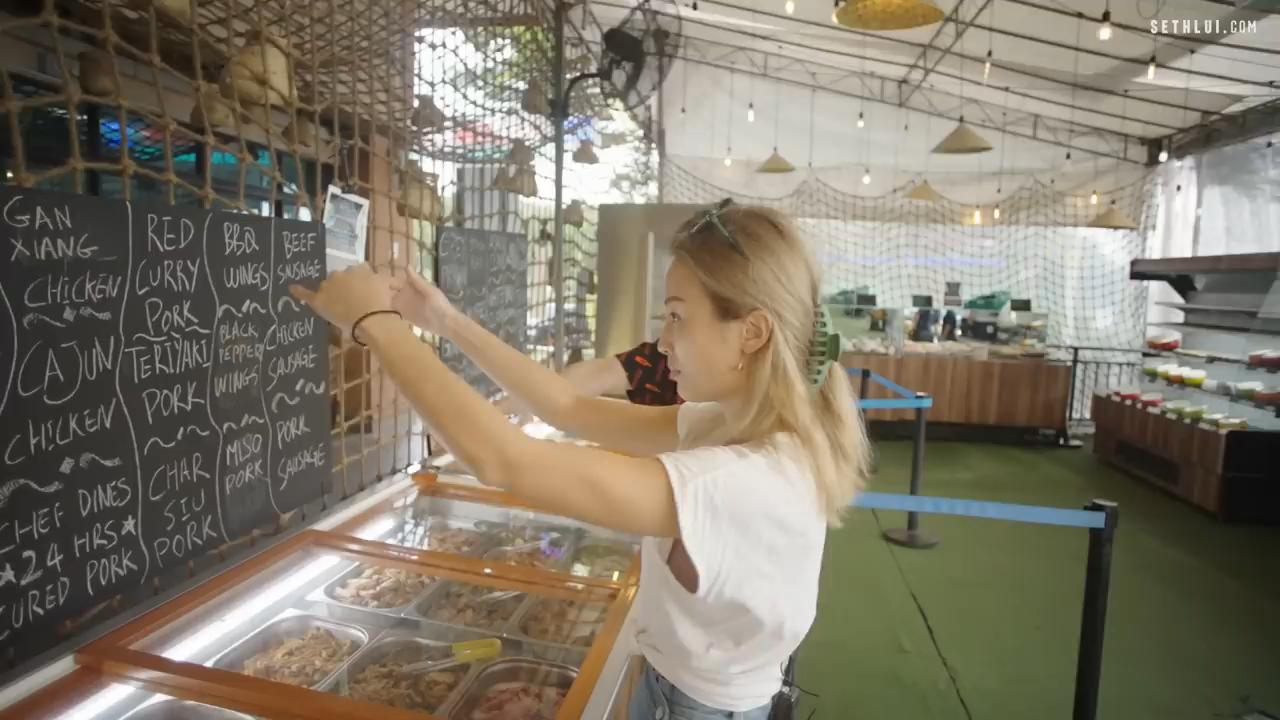 SETHLUI.COM
GAN
XIANG
CHICKEN
CAJUN
CHICKEN
CHEF DINES
★24 HRS★
CURED PORK
RED
CURRY
PORK
TERIYAKI
PORK
CHAR
SIU
PORK
BBQ
WINGS
BLACK
PEPPER
WINGS
MISO
PORK
BEEF
SAUSAGE
CHICKEN
SAUSAGE
PORK
SAUSAGE